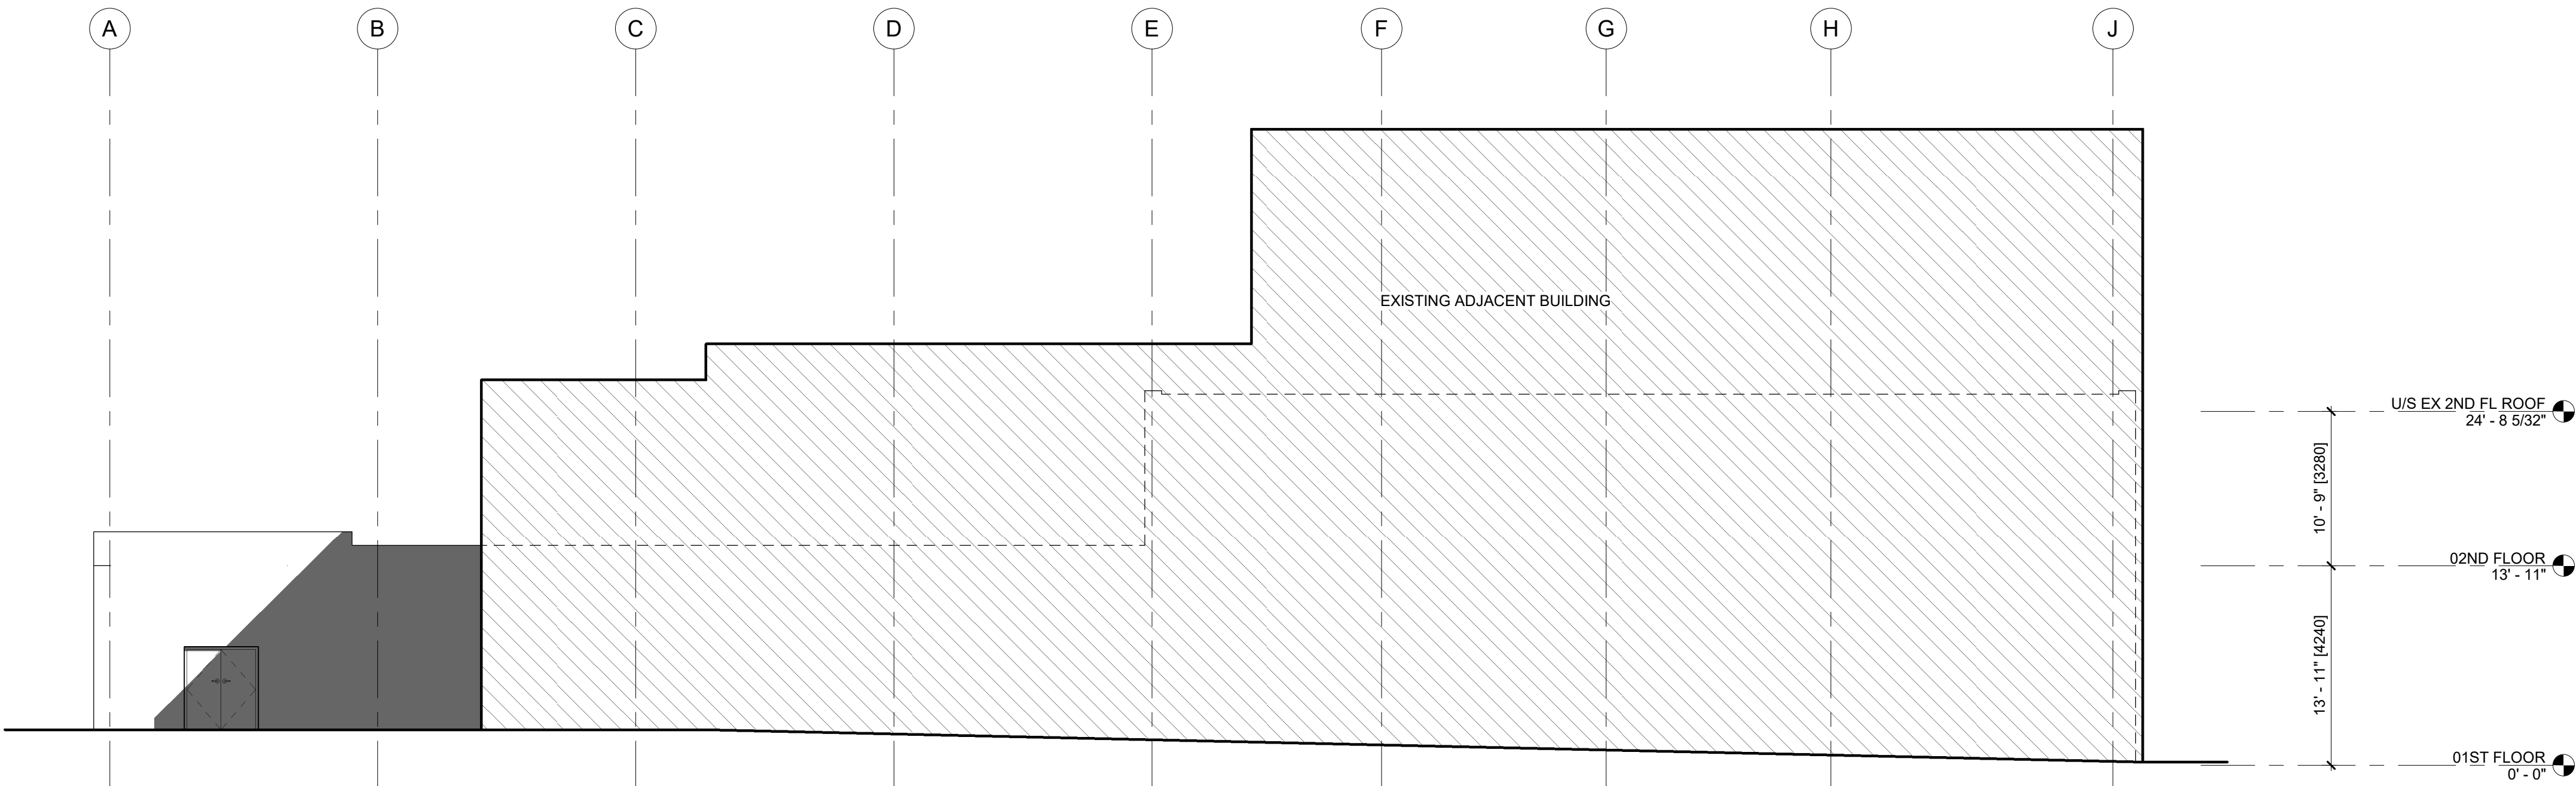 A B C D E F G H J
EXISTING ADJACENT BUILDING
U/S EX 2ND FL ROOF
24' - 8 5/32"
10' - 9" [3280]
02ND FLOOR
13' - 11"
13' - 11" [4240]
01ST FLOOR
0' - 0"